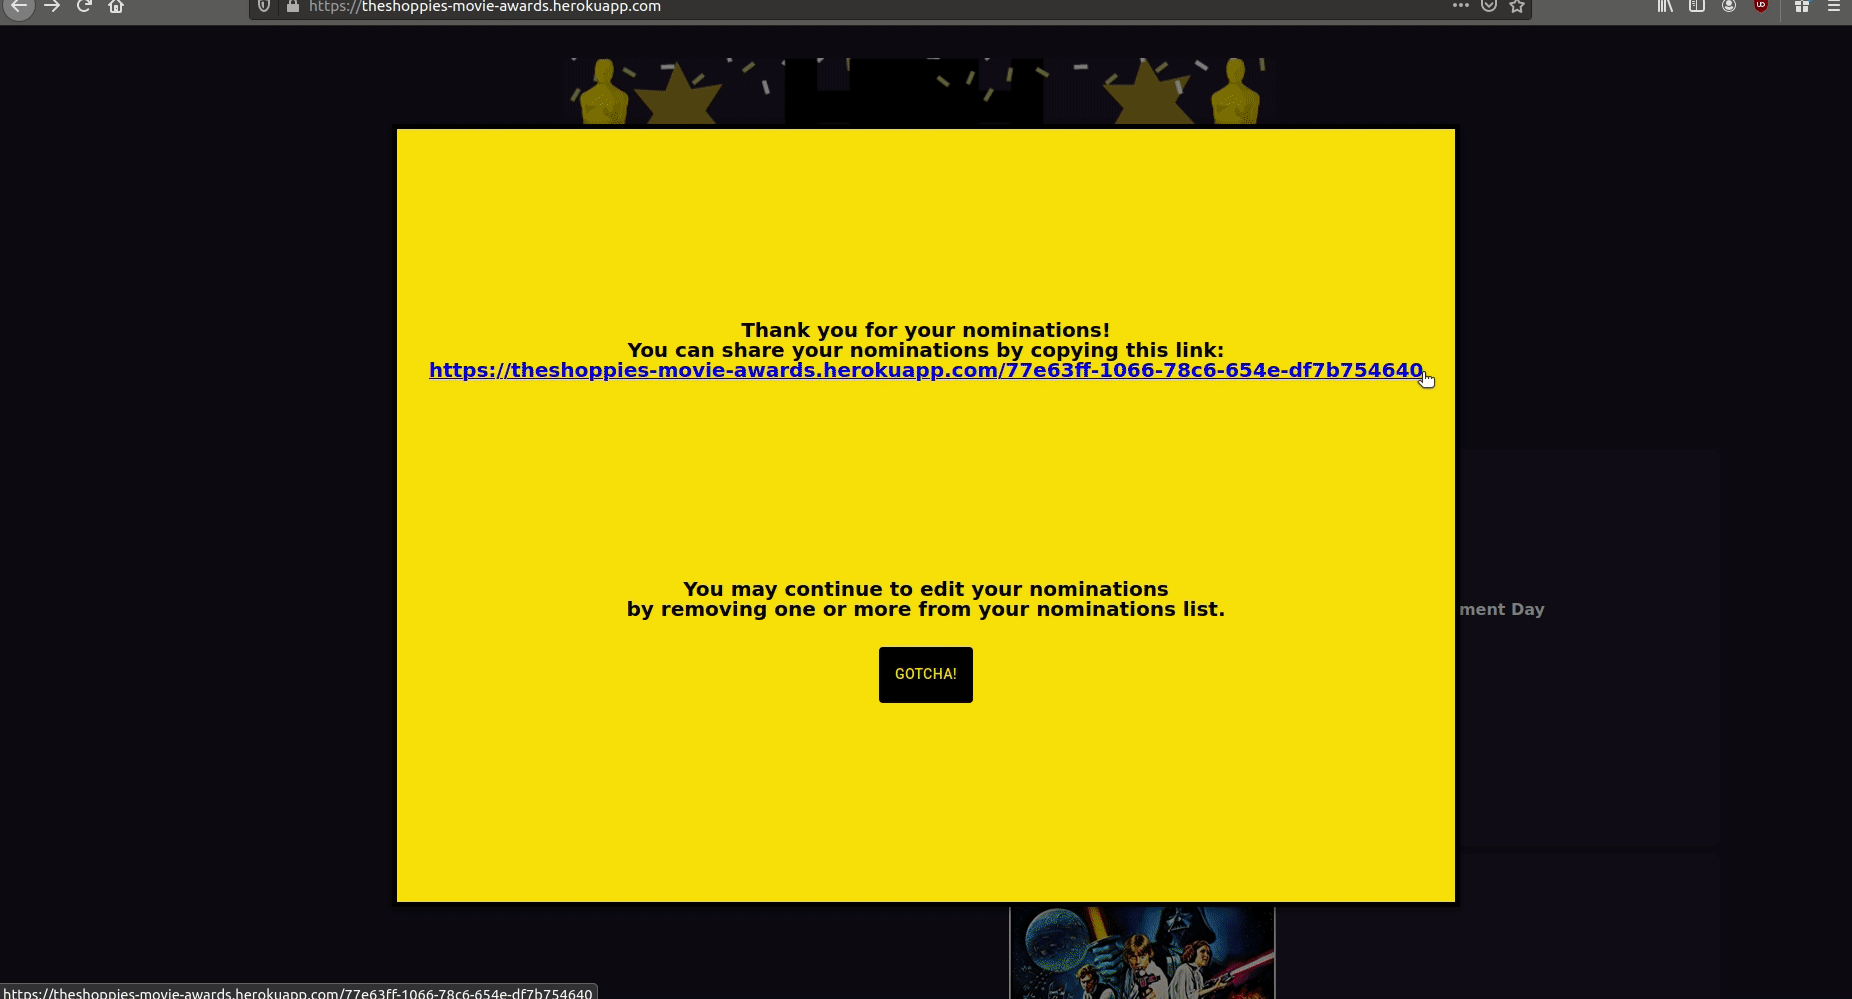 https://theshoppies-movie-awards.herokuapp.com
Thank you for your nominations!
You can share your nominations by copying this link:
https://theshoppies-movie-awards.herokuapp.com/77e63ff-1066-78c6-654e-df7b754640
ment Day
You may continue to edit your nominations
by removing one or more from your nominations list.
GOTCHA!
https://theshoppies-movie-awards.herokuapp.com/77e63ff-1066-78c6-654e-df7b754640